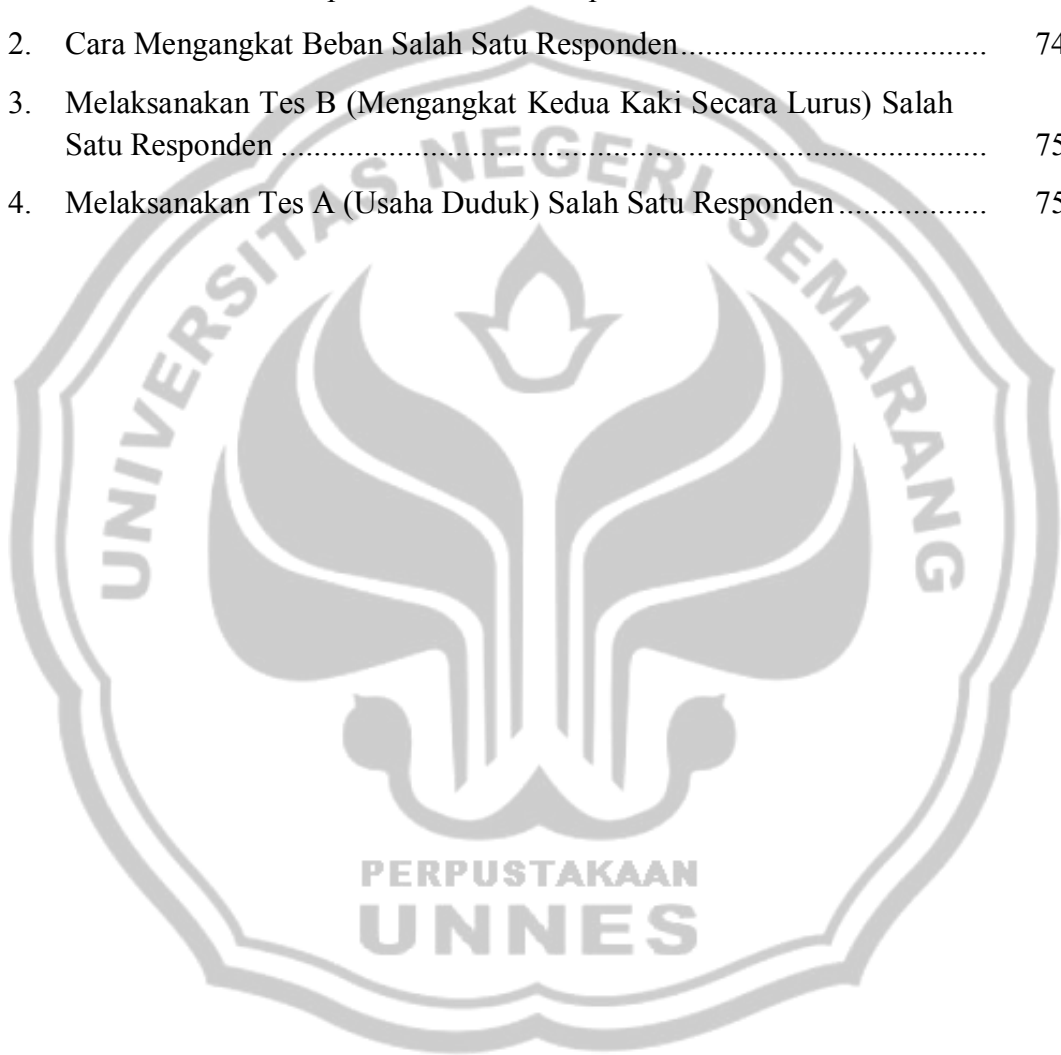 2. Cara Mengangkat Beban Salah Satu Responden................................ 74
3. Melaksanakan Tes B (Mengangkat Kedua Kaki Secara Lurus) Salah
Satu Responden ........................................................................ 75
4. Melaksanakan Tes A (Usaha Duduk) Salah Satu Responden ................. 75
UNIVERSITAS NEGERI SEMARANG
PERPUSTAKAAN
UNNES